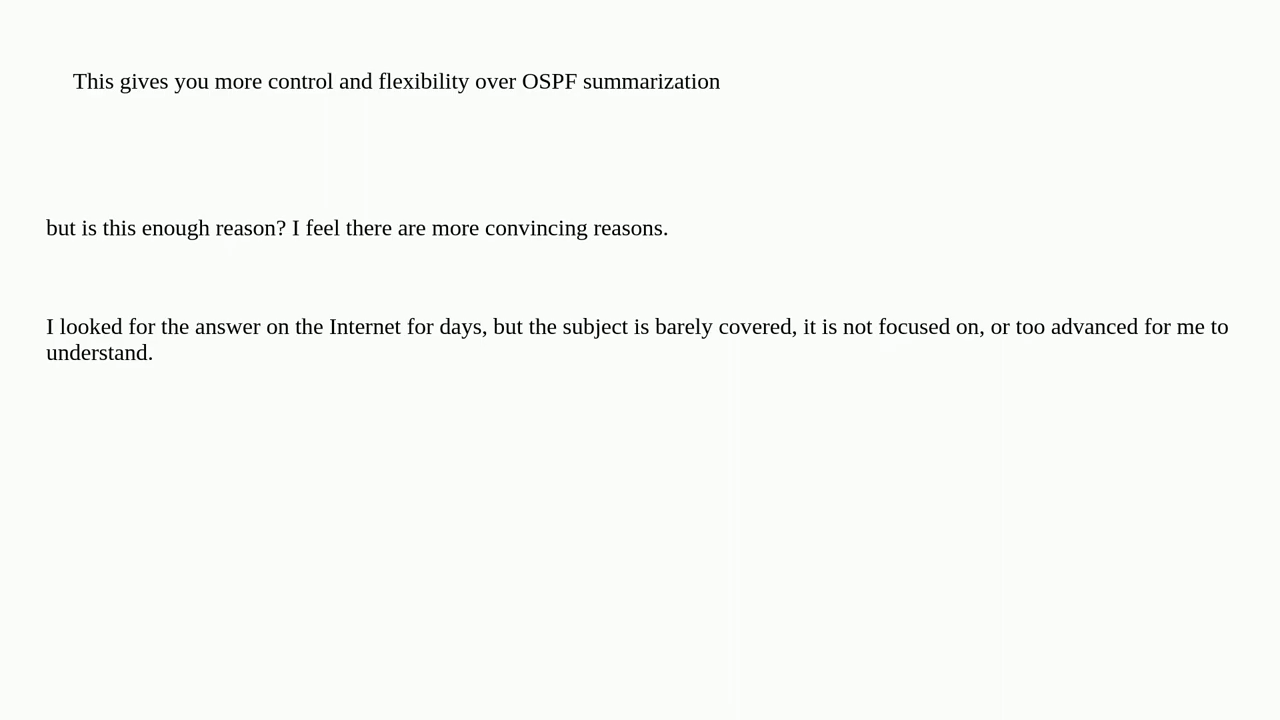 This gives you more control and flexibility over OSPF summarization
but is this enough reason? I feel there are more convincing reasons.
I looked for the answer on the Internet for days, but the subject is barely covered, it is not focused on, or too advanced for me to
understand.